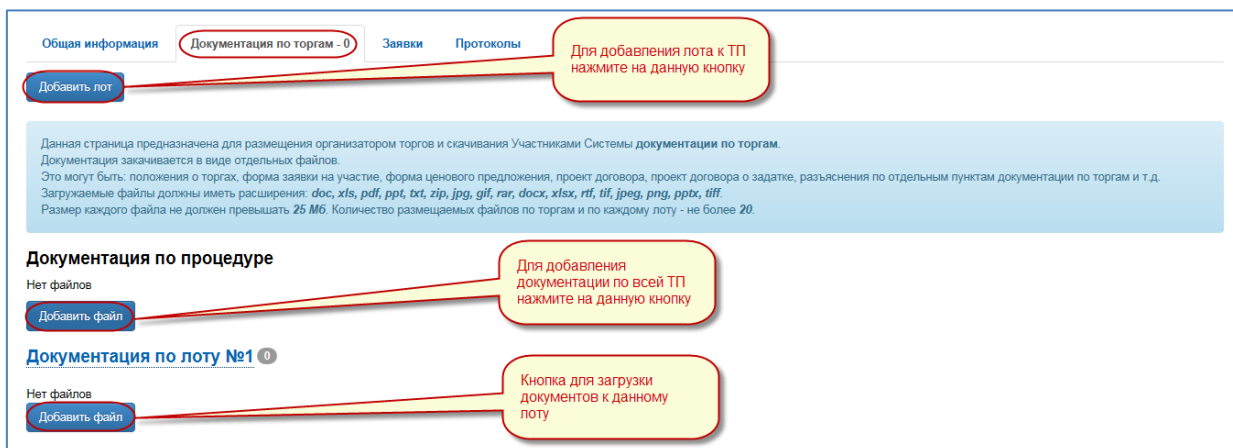 Общая информация Документация по торгам - 0 Заявки Протоколы
Для добавления лота к ТП
нажмите на данную кнопку
Добавить лот
Данная страница предназначена для размещения организатором торгов и скачивания Участниками Системы документации по торгам.
Документация закачивается в виде отдельных файлов.
Это могут быть: положения о торгах, форма заявки на участие, форма ценового предложения, проект договора, проект договора о задатке, разъяснения по отдельным пунктам документации по торгам и т.д.
Загружаемые файлы должны иметь расширения: doc, xls, pdf, ppt, txt, zip, jpg, gif, rar, docx, xlsx, rtf, tif, jpeg, png, pptx, tiff.
Размер каждого файла не должен превышать 25 Мб. Количество размещаемых файлов по торгам и по каждому лоту - не более 20.
Документация по процедуре
Нет файлов
Для добавления
документации по всей ТП
нажмите на данную кнопку
Добавить файл
Документация по лоту №1 0
Нет файлов
Кнопка для загрузки
документов к данному
лоту
Добавить файл